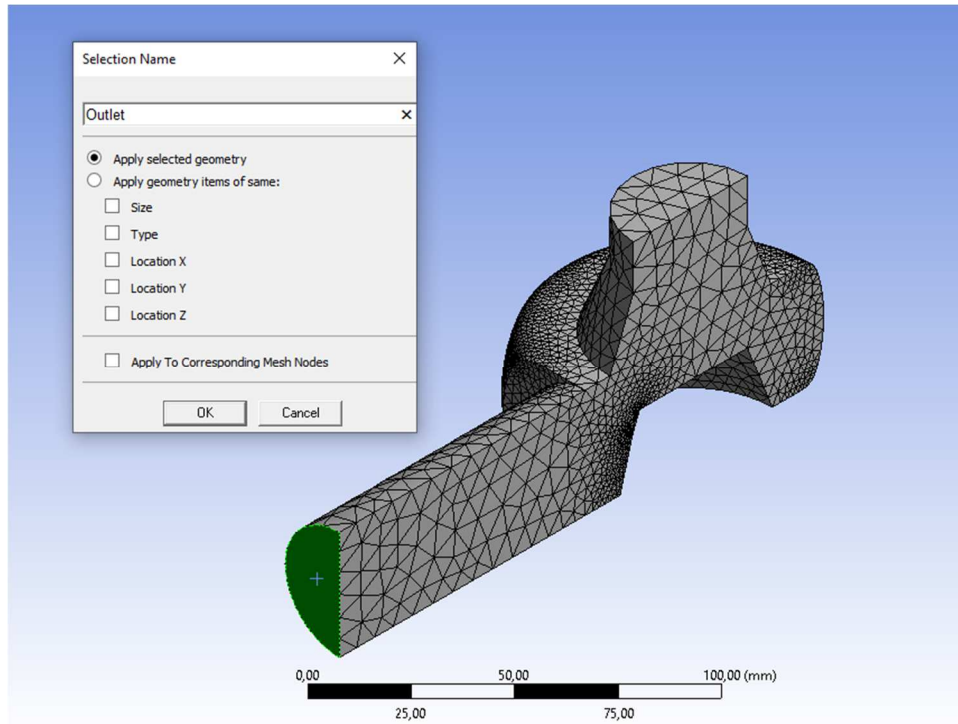 Selection Name
Outlet
Apply selected geometry
Apply geometry items of same:
Size
Type
Location X
Location Y
Location Z
Apply To Corresponding Mesh Nodes
OK Cancel
0,00 50,00 100,00 (mm)
25,00 75,00